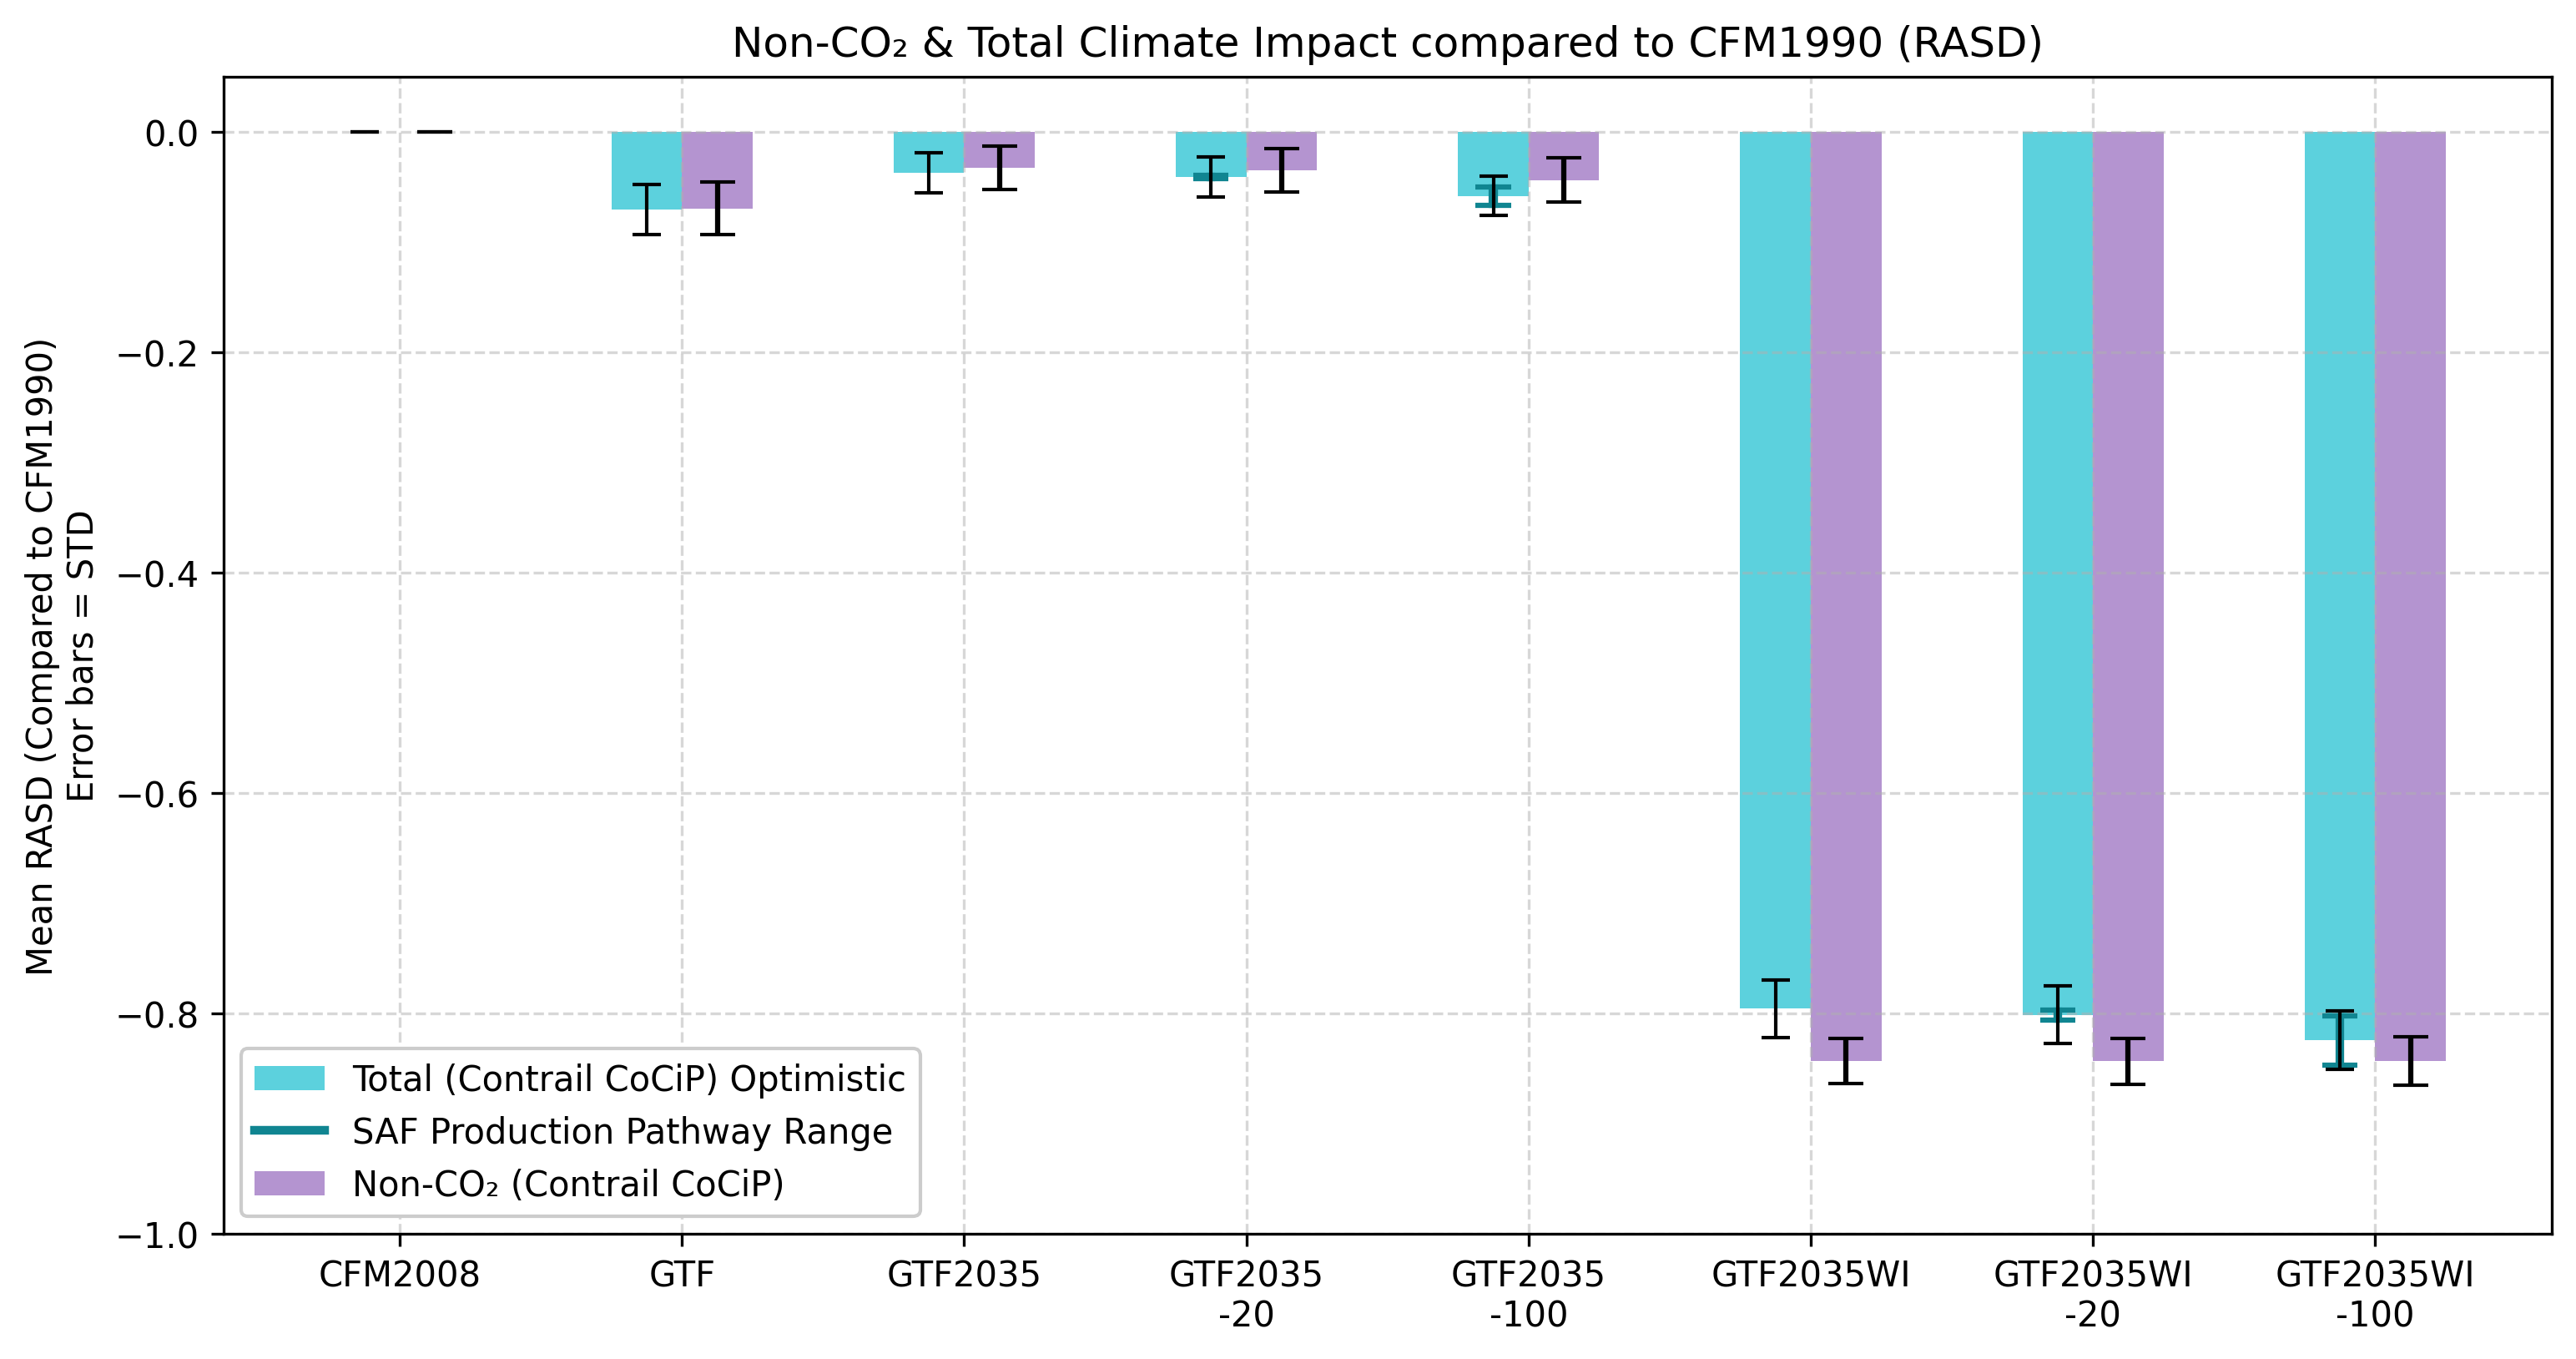 Non-CO₂ & Total Climate Impact compared to CFM1990 (RASD)
Mean RASD (Compared to CFM1990)
Error bars = STD
0.0
−0.2
−0.4
−0.6
−0.8
−1.0
Total (Contrail CoCiP) Optimistic
SAF Production Pathway Range
Non-CO₂ (Contrail CoCiP)
CFM2008 GTF GTF2035 GTF2035 GTF2035 GTF2035WI GTF2035WI GTF2035WI
-20 -100 -20 -100